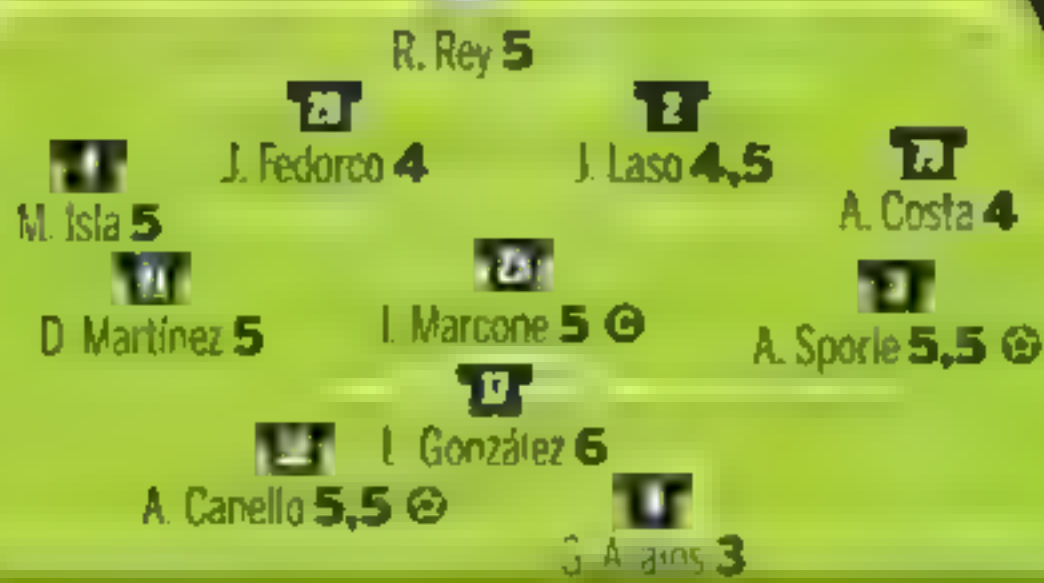 R. Rey 5
J. Fedorco 4
J. Laso 4,5
M. Isla 5
A. Costa 4
D Martínez 5
I. Marcone 5 C
A. Sporle 5,5
González 6
A. Canello 5,5
3